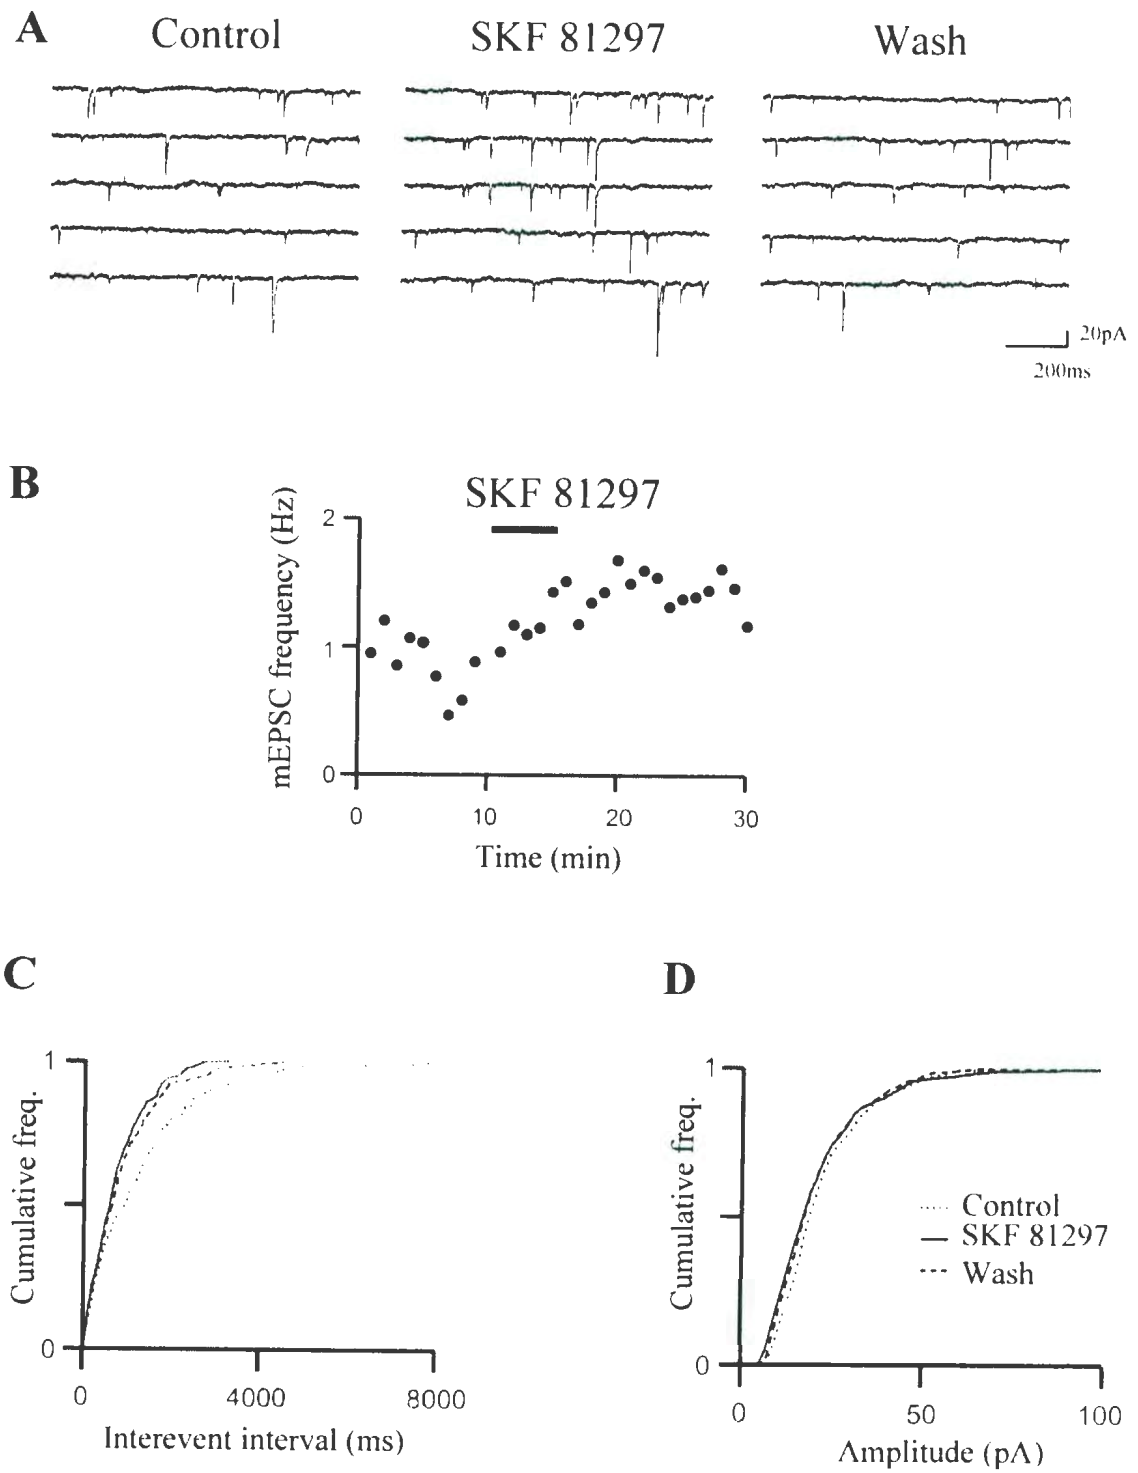 A
Control
SKF 81297
Wash
20pA
200ms
B
SKF 81297
mEPSC frequency (Hz)
2
1
0
0
10
20
30
Time (min)
C
Cumulative freq.
1
0
0
4000
8000
Interevent interval (ms)
D
Cumulative freq.
1
0
Control
SKF 81297
Wash
0
50
100
Amplitude (pA)